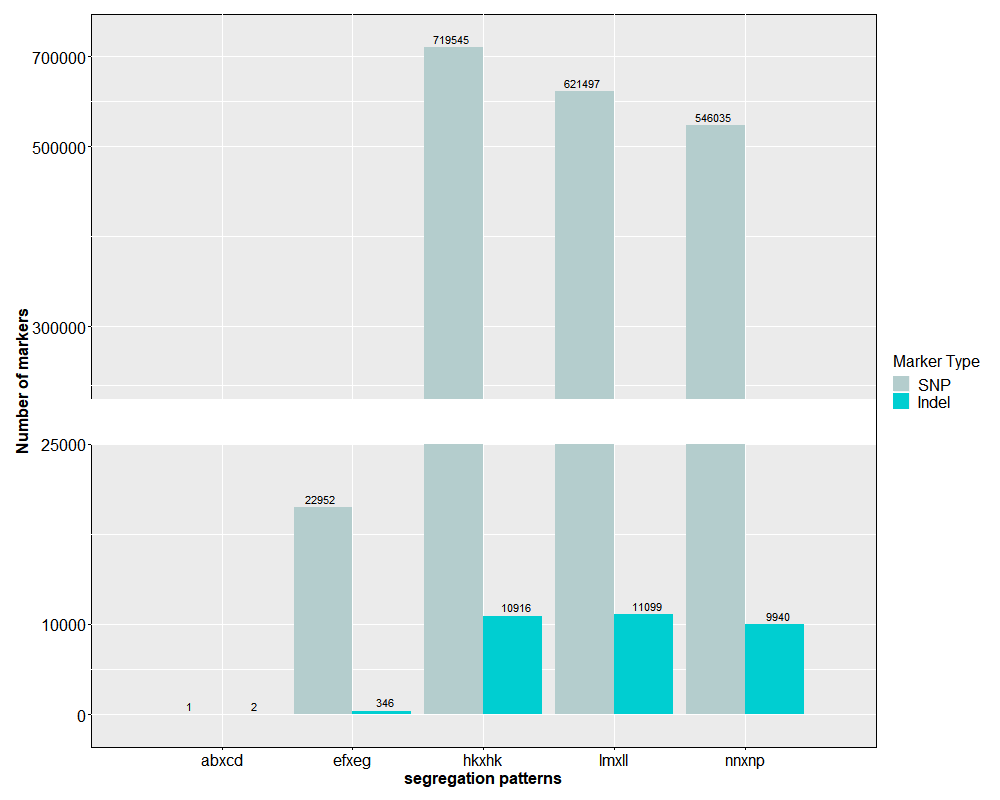 719545
700000
621497
546035
500000
300000
Number of markers
Marker Type
SNP
Indel
25000
22952
10916
11099
9940
10000
1
2
346
0
abxcd
efxeg
hkxhk
lmxll
nnxnp
segregation patterns